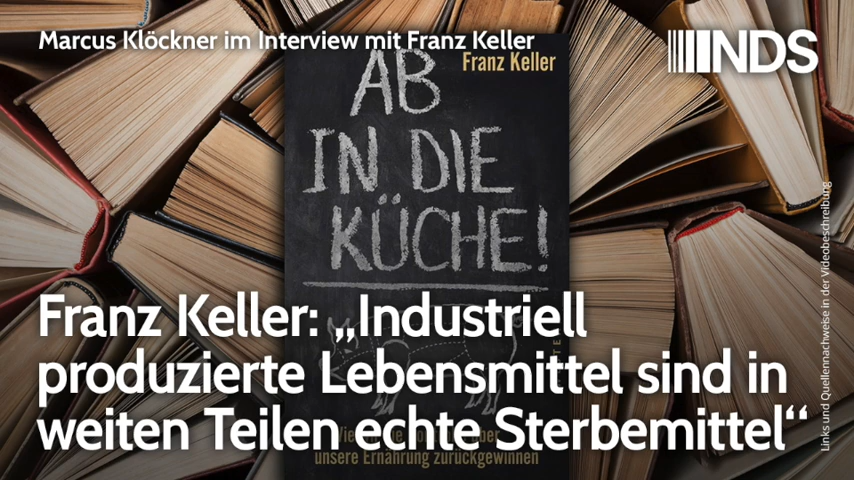 Marcus Klöckner im Interview mit Franz Keller
NDS
Franz Keller
AB
IN DIE
KÜCHE!
Franz Keller: „Industriell
produzierte Lebensmittel sind in
weiten Teilen echte Sterbemittel“
unsere Ernährung zurückgewinnen
Links und Quellennachweise in der Videobeschreibung